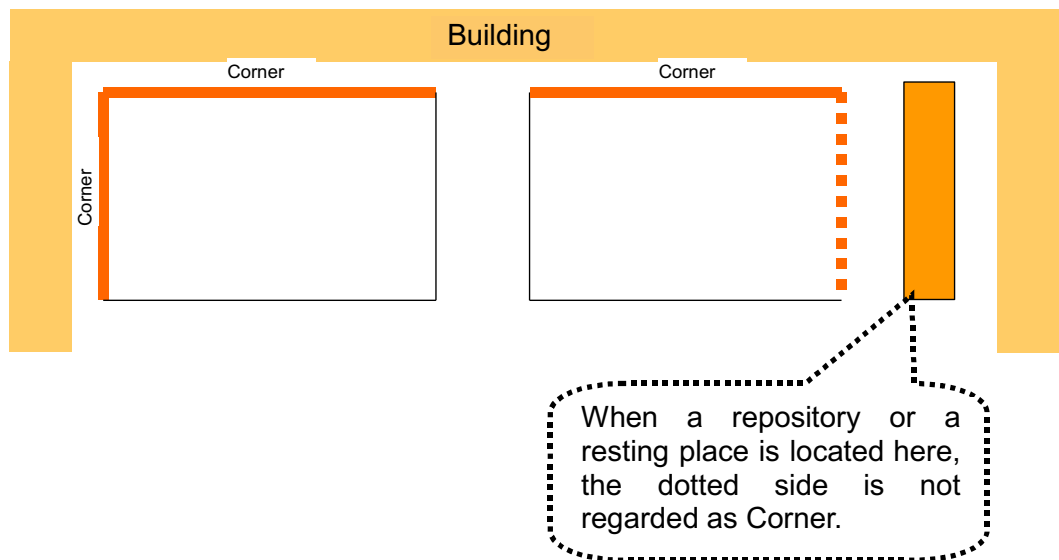 Building
Corner
Corner
Corner
When a repository or a
resting place is located here,
the dotted side is not
regarded as Corner.